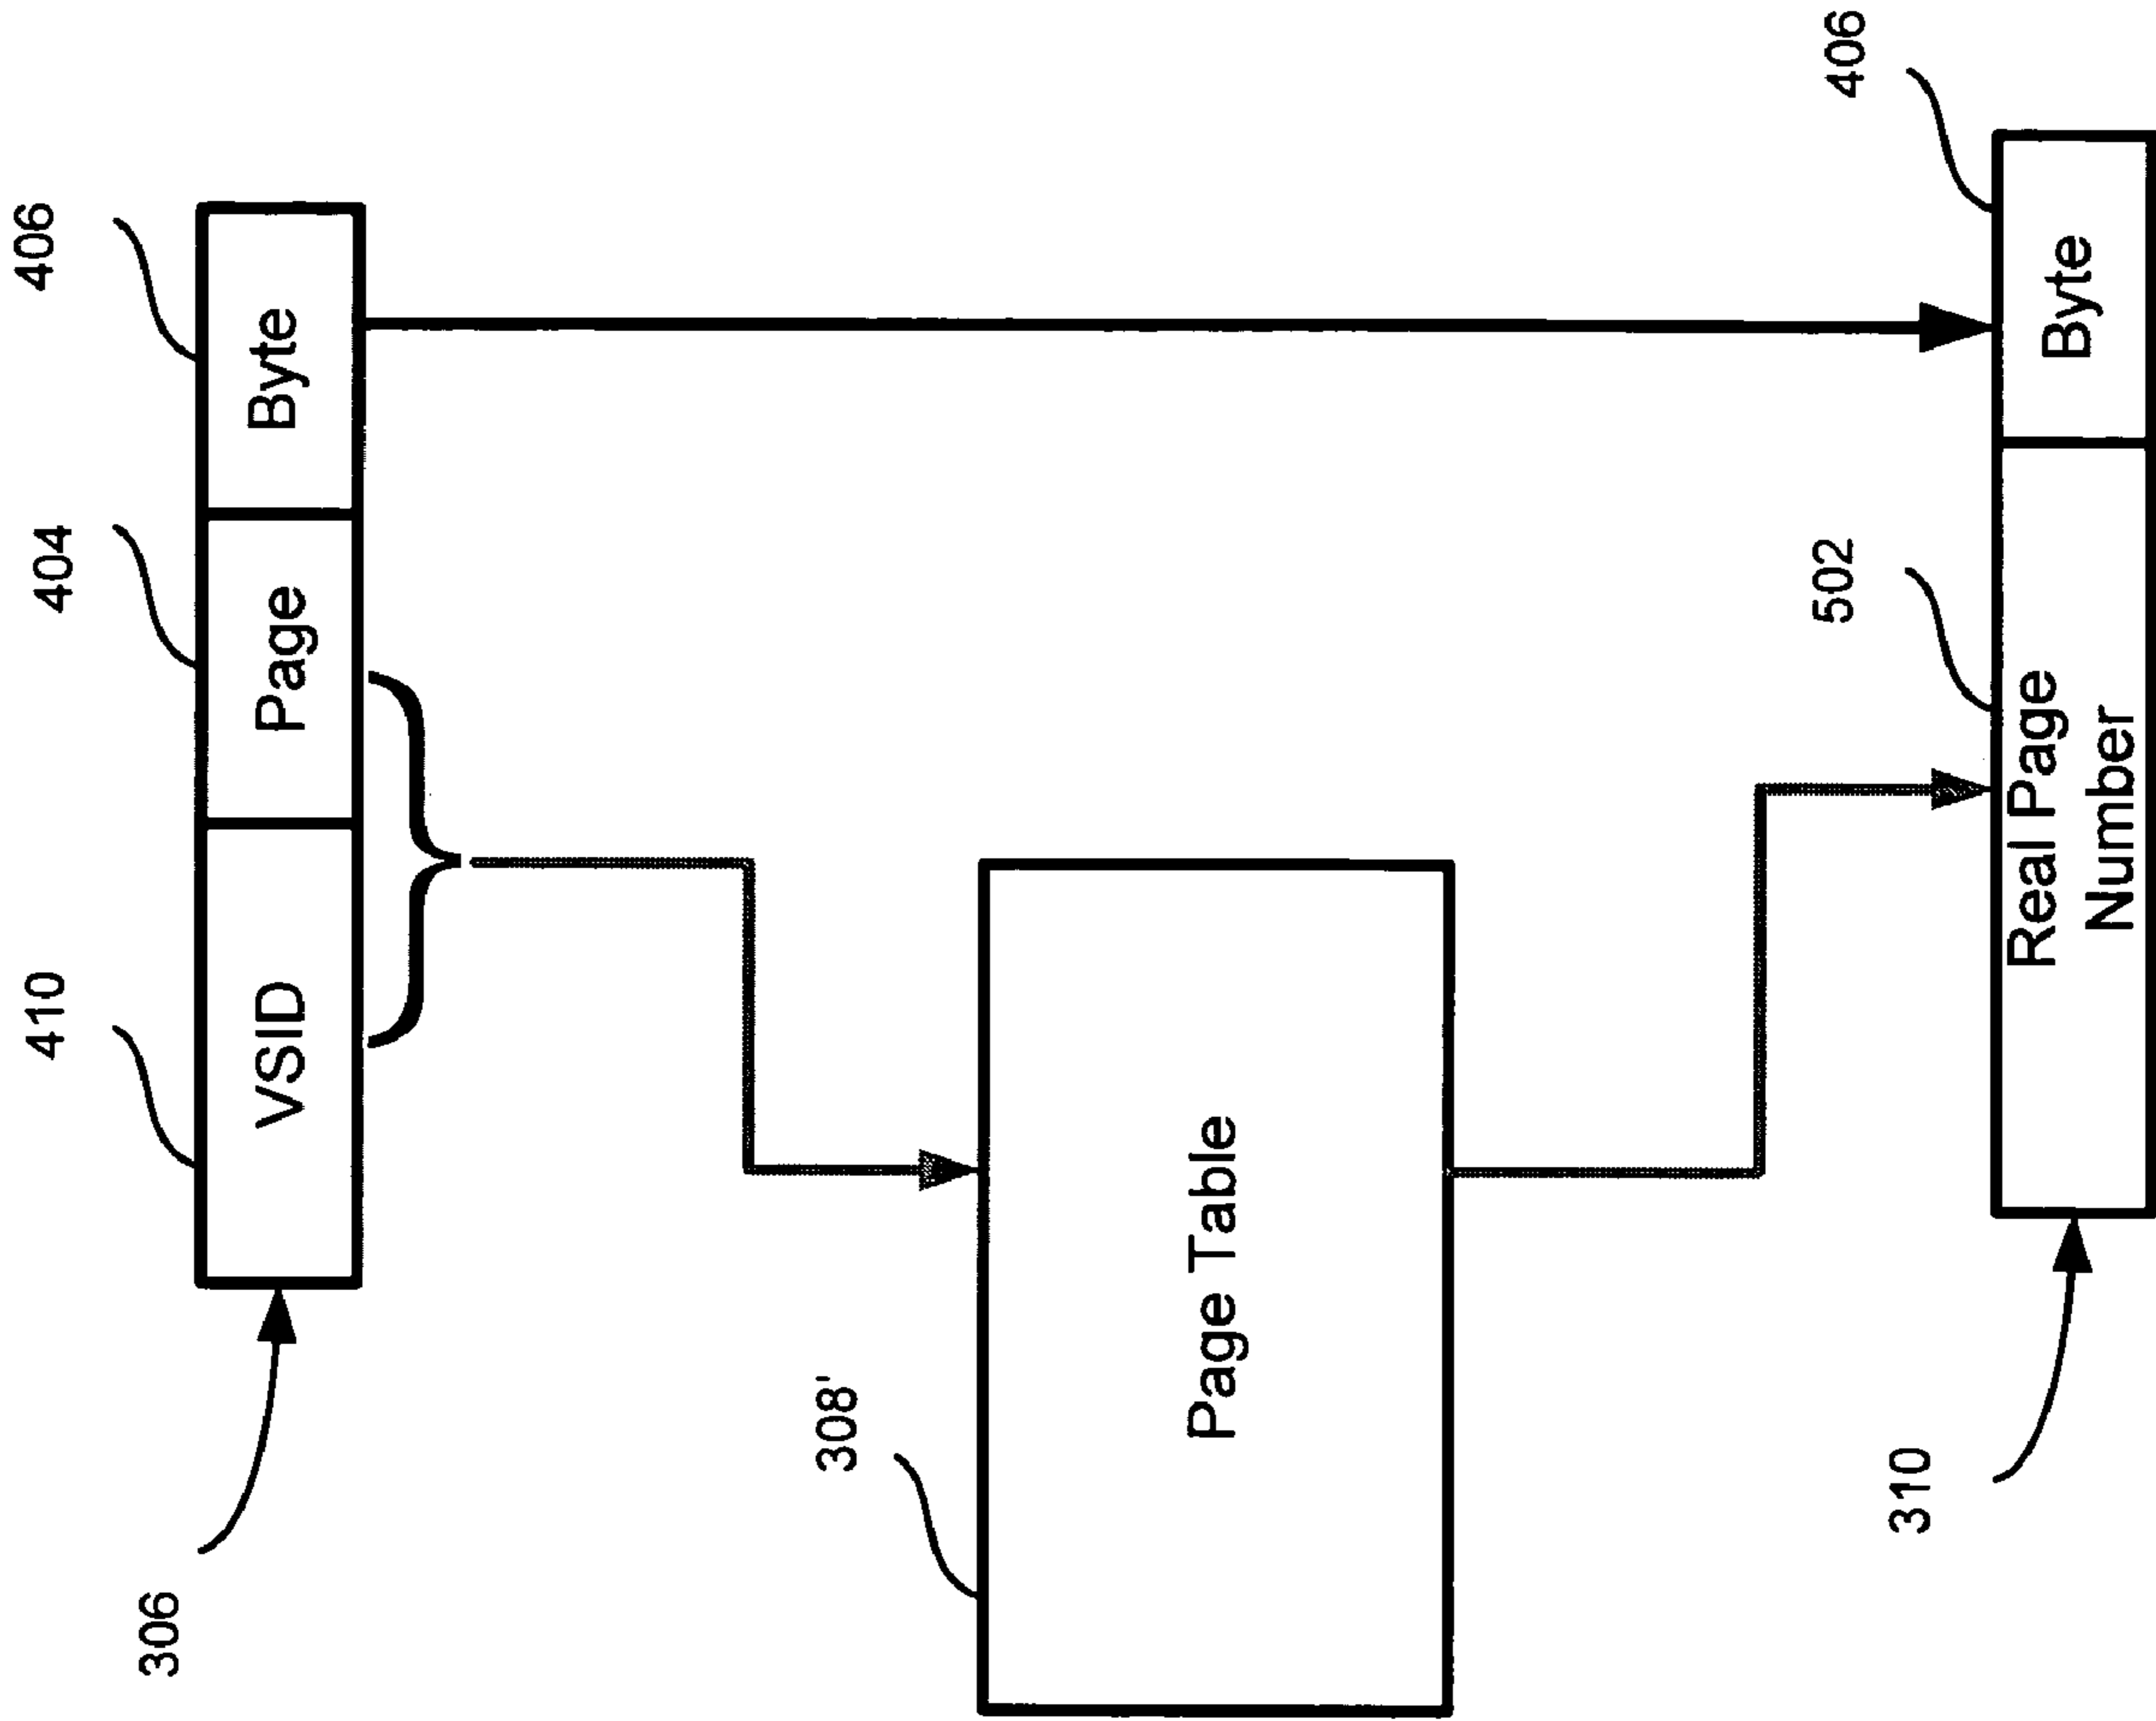 406
404
410
Byte
Page
VSID
306
308'
Page Table
406
502
310
Byte
Real Page
Number